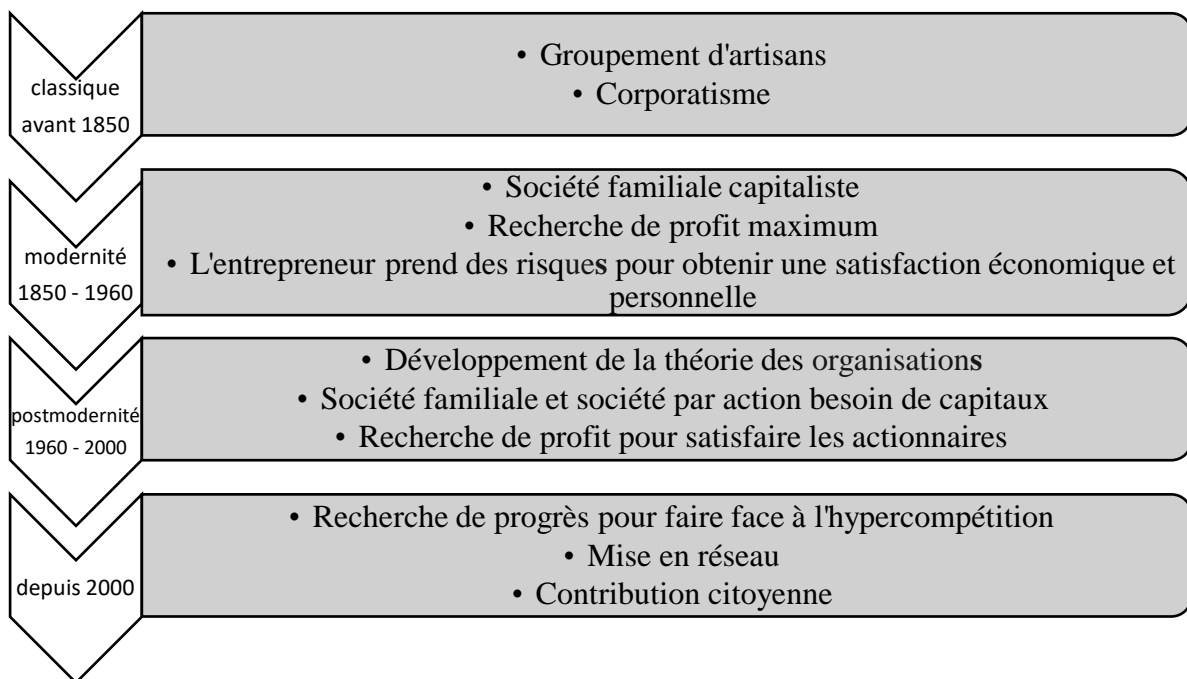 classique
avant 1850
• Groupement d'artisans
• Corporatisme
modernité
1850 - 1960
• Société familiale capitaliste
• Recherche de profit maximum
• L'entrepreneur prend des risques pour obtenir une satisfaction économique et
personnelle
postmodernité
1960 - 2000
• Développement de la théorie des organisations
• Société familiale et société par action besoin de capitaux
• Recherche de profit pour satisfaire les actionnaires
depuis 2000
• Recherche de progrès pour faire face à l'hypercompétition
• Mise en réseau
• Contribution citoyenne